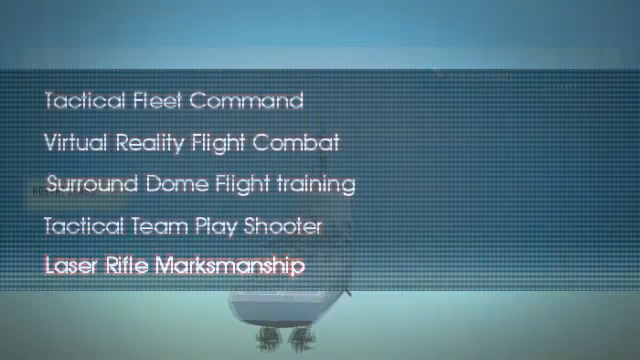 Tactical Fleet Command
Virtual Reality Flight Combat
Surround Dome Flight training
Tactical Team Play Shooter
Laser Rifle Marksmanship